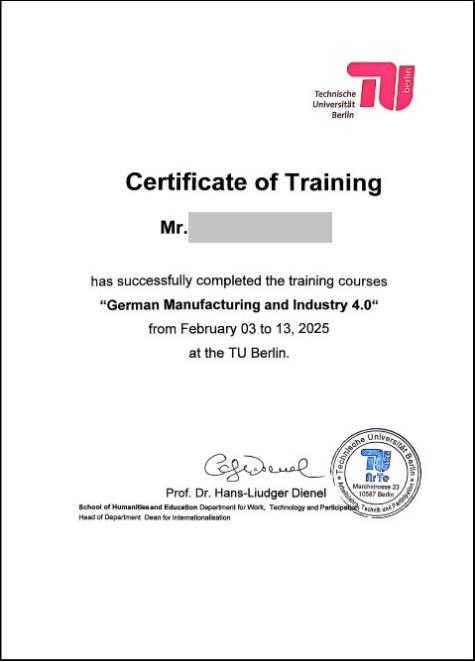 Technische
Universität
Berlin
TU berlin
Certificate of Training
Mr.
has successfully completed the training courses
“German Manufacturing and Industry 4.0“
from February 03 to 13, 2025
at the TU Berlin.
Prof. Dr. Hans-Liudger Dienel
School of Humanities and Education Department for Work, Technology and Participation
Head of Department Dean for Internationalisation
Technische Universität Berlin
TU
ArTe
Marchstrasse 23
10587 Berlin
Arbeitslehre, Technik und Partizipation